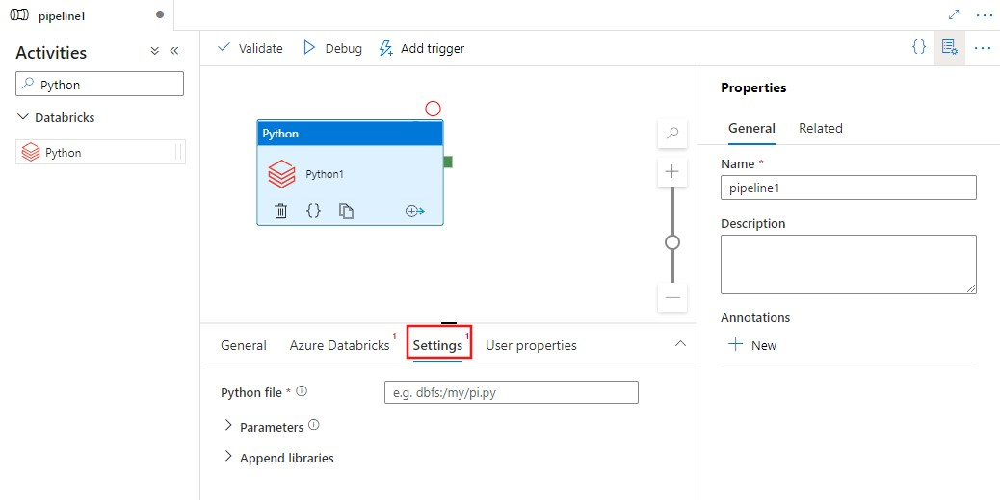 pipeline1
Activities
Python
Databricks
Python
Validate
Debug
Add trigger
Python
Python1
General
Azure Databricks 1
Settings 1
User properties
Python file *
e.g. dbfs:/my/pi.py
Parameters
Append libraries
Properties
General
Related
Name *
pipeline1
Description
Annotations
New